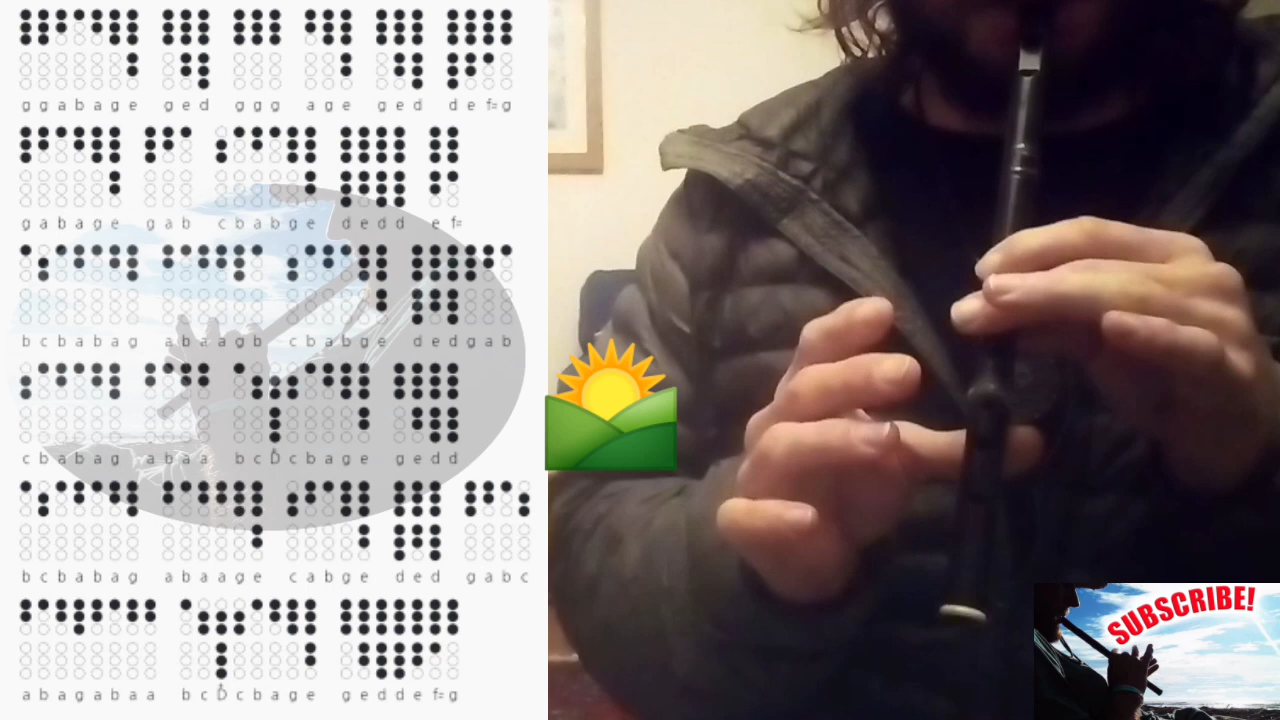 g g a b a g e g e d g g g a g e g e d d e f♯ g
g a b a g e g a b c b a b g e d e d d e f♯
b c b a b a g a b a a g b c b a b g e d e d g a b
c b a b a g a b a a b c D c b a g e g e d d
b c b a b a g a b a a g e c a b g e d e d g a b c
a b a g a b a a b c D c b a g e g e d d e f♯ g
SUBSCRIBE!